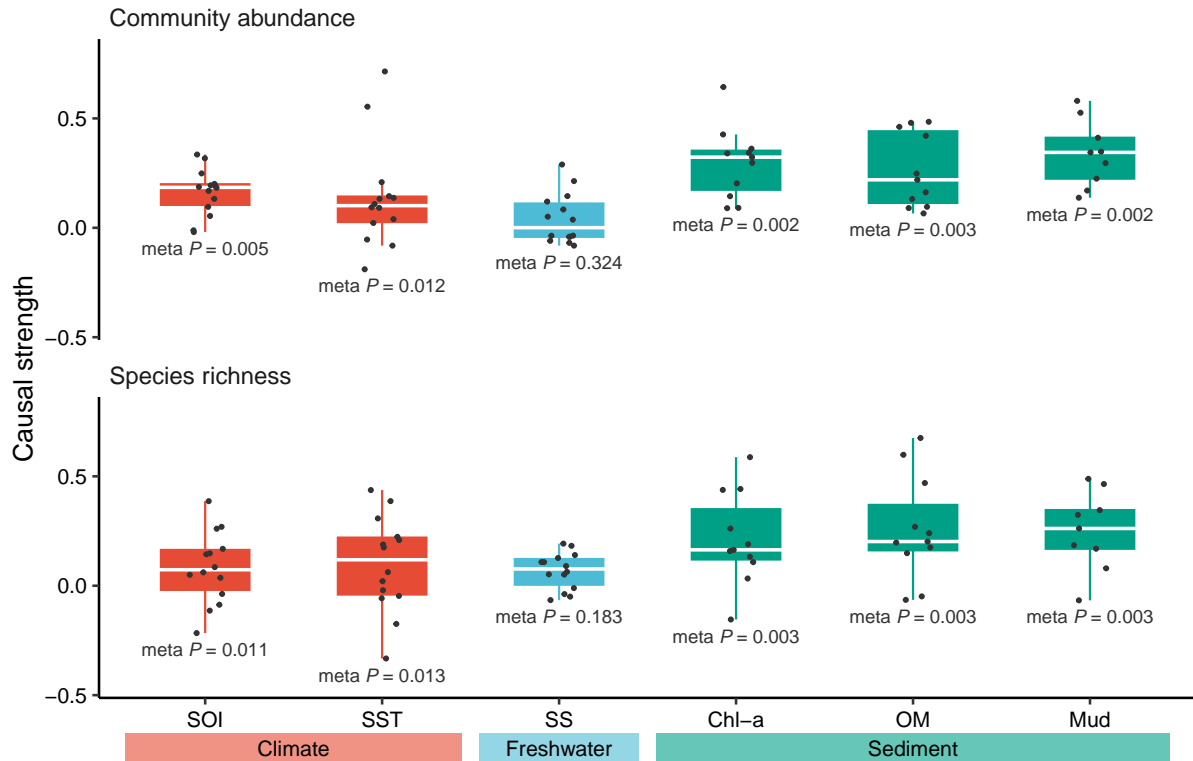 Community abundance
0.5
0.0
−0.5
meta P = 0.005
meta P = 0.012
meta P = 0.324
meta P = 0.002
meta P = 0.003
meta P = 0.002
Causal strength
Species richness
0.5
0.0
−0.5
meta P = 0.011
meta P = 0.013
meta P = 0.183
meta P = 0.003
meta P = 0.003
meta P = 0.003
SOI SST SS Chl−a OM Mud
Climate Freshwater Sediment